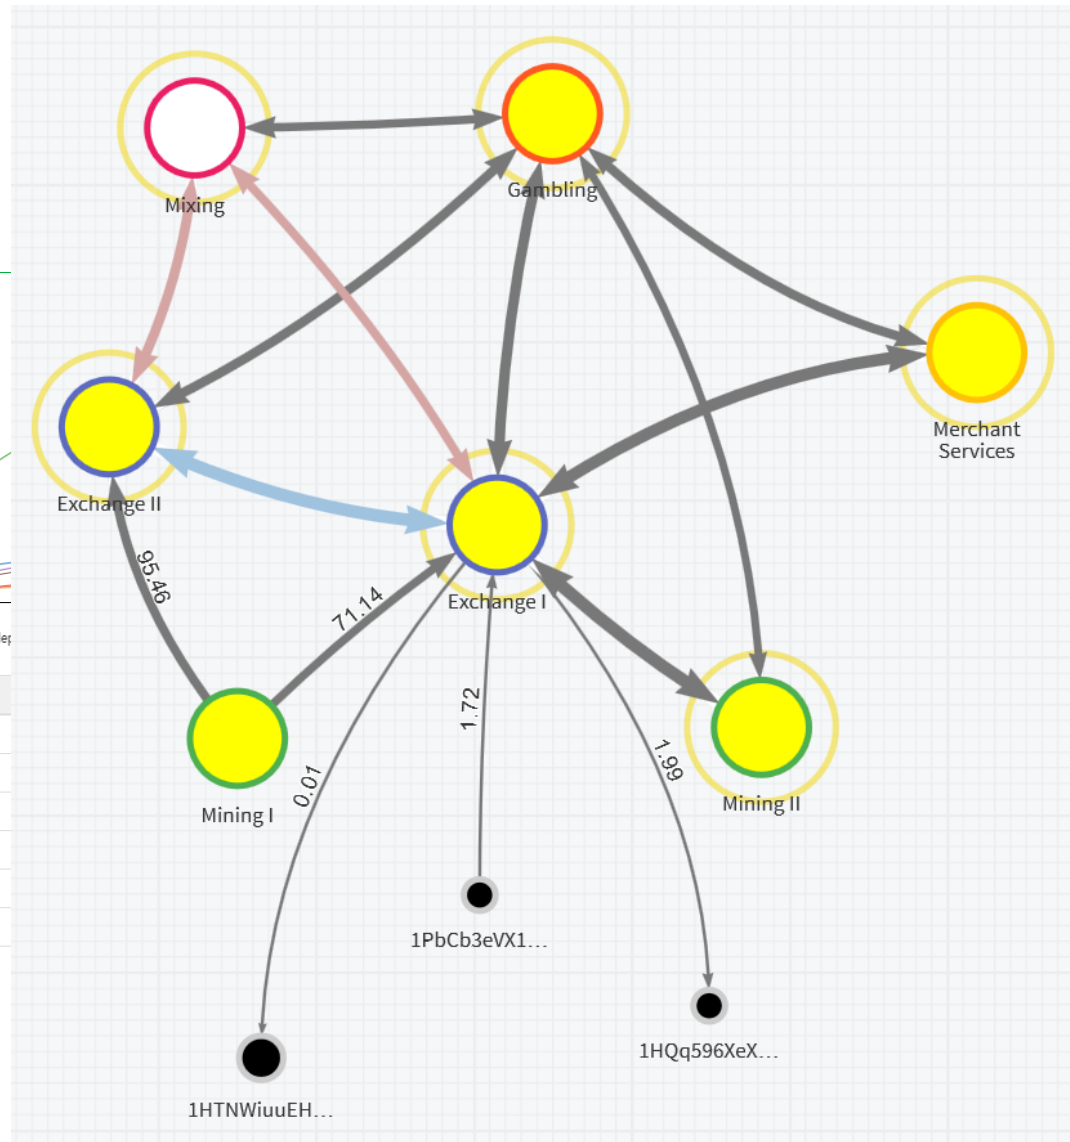 Mixing
Gambling
Merchant
Services
Exchange II
95.46
71.14
Exchange I
Mining I
0.01
1.72
1.99
Mining II
1PbCb3eVX1...
1HQq596XeX...
1HTNWiuuEH...